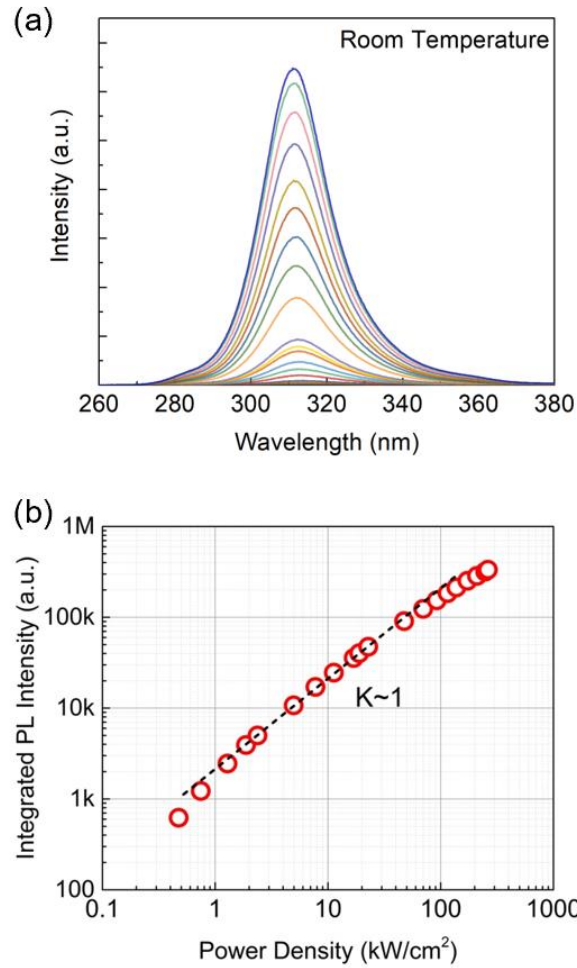 (a)
Room Temperature
Intensity (a.u.)
260 280 300 320 340 360 380
Wavelength (nm)
(b)
1M
100k
10k
1k
100
Integrated PL Intensity (a.u.)
K~1
0.1 1 10 100 1000
Power Density (kW/cm²)